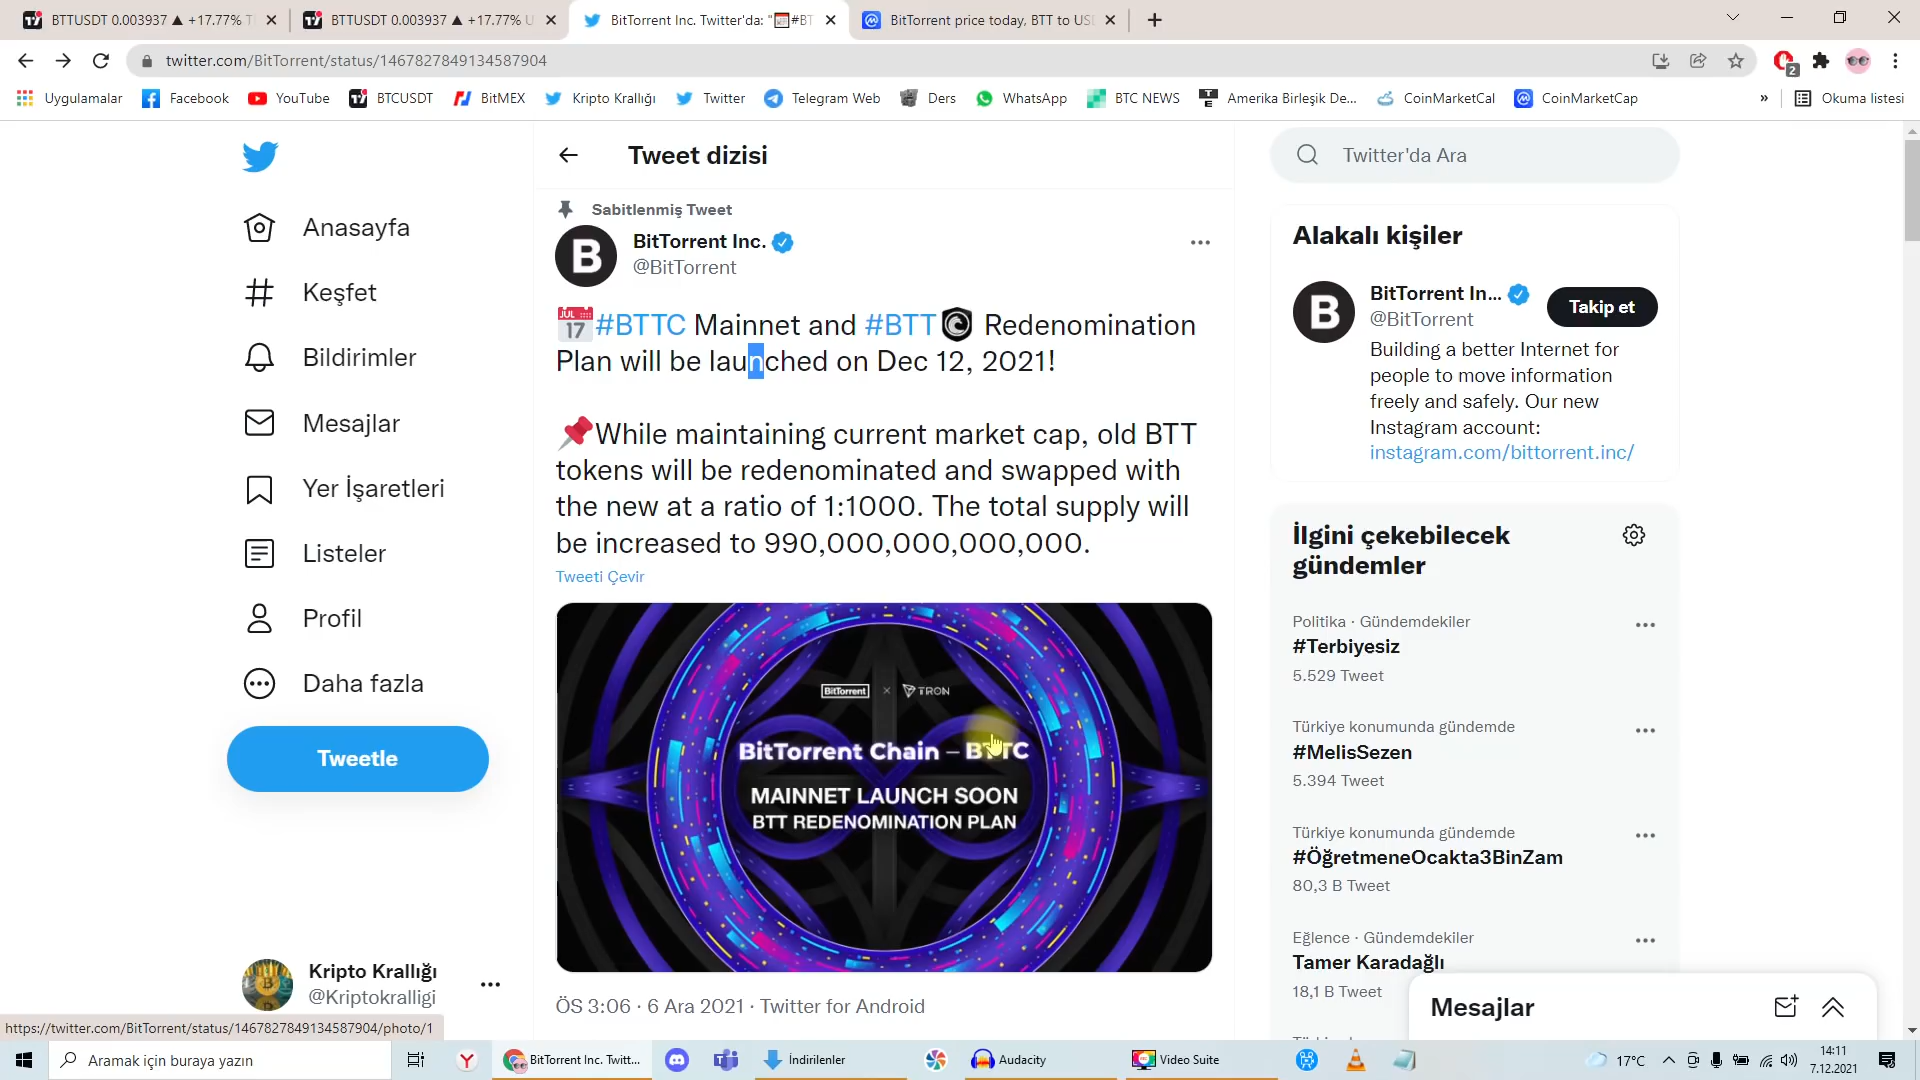 BTTUSDT 0.003937 ▲ +17.77%
BTTUSDT 0.003937 ▲ +17.77% U
BitTorrent Inc. Twitter'da: "📅#BT
BitTorrent price today, BTT to US
twitter.com/BitTorrent/status/1467827849134587904
2
Uygulamalar
Facebook
YouTube
BTCUSDT
BitMEX
Kripto Krallığı
Twitter
Telegram Web
Ders
WhatsApp
BTC NEWS
Amerika Birleşik De...
CoinMarketCal
CoinMarketCap
»
Okuma listesi
Anasayfa
Keşfet
Bildirimler
Mesajlar
Yer İşaretleri
Listeler
Profil
Daha fazla
Tweetle
Kripto Krallığı
@Kriptokralligi
https://twitter.com/BitTorrent/status/1467827849134587904/photo/1
Tweet dizisi
Sabitlenmiş Tweet
BitTorrent Inc.
@BitTorrent
📅#BTTC Mainnet and #BTT Redenomination
Plan will be launched on Dec 12, 2021!
📌While maintaining current market cap, old BTT
tokens will be redenominated and swapped with
the new at a ratio of 1:1000. The total supply will
be increased to 990,000,000,000,000.
Tweeti Çevir
BitTorrent × TRON
BitTorrent Chain – BTTC
MAINNET LAUNCH SOON
BTT REDENOMINATION PLAN
ÖS 3:06 · 6 Ara 2021 · Twitter for Android
Twitter'da Ara
Alakalı kişiler
BitTorrent In...
@BitTorrent
Takip et
Building a better Internet for
people to move information
freely and safely. Our new
Instagram account:
instagram.com/bittorrent.inc/
İlgini çekebilecek
gündemler
Politika · Gündemdekiler
#Terbiyesiz
5.529 Tweet
Türkiye konumunda gündemde
#MelisSezen
5.394 Tweet
Türkiye konumunda gündemde
#ÖğretmeneOcakta3BinZam
80,3 B Tweet
Eğlence · Gündemdekiler
Tamer Karadağlı
18,1 B Tweet
Mesajlar
Aramak için buraya yazın
BitTorrent Inc. Twitt...
İndirilenler
Audacity
Video Suite
17°C
14:11
7.12.2021